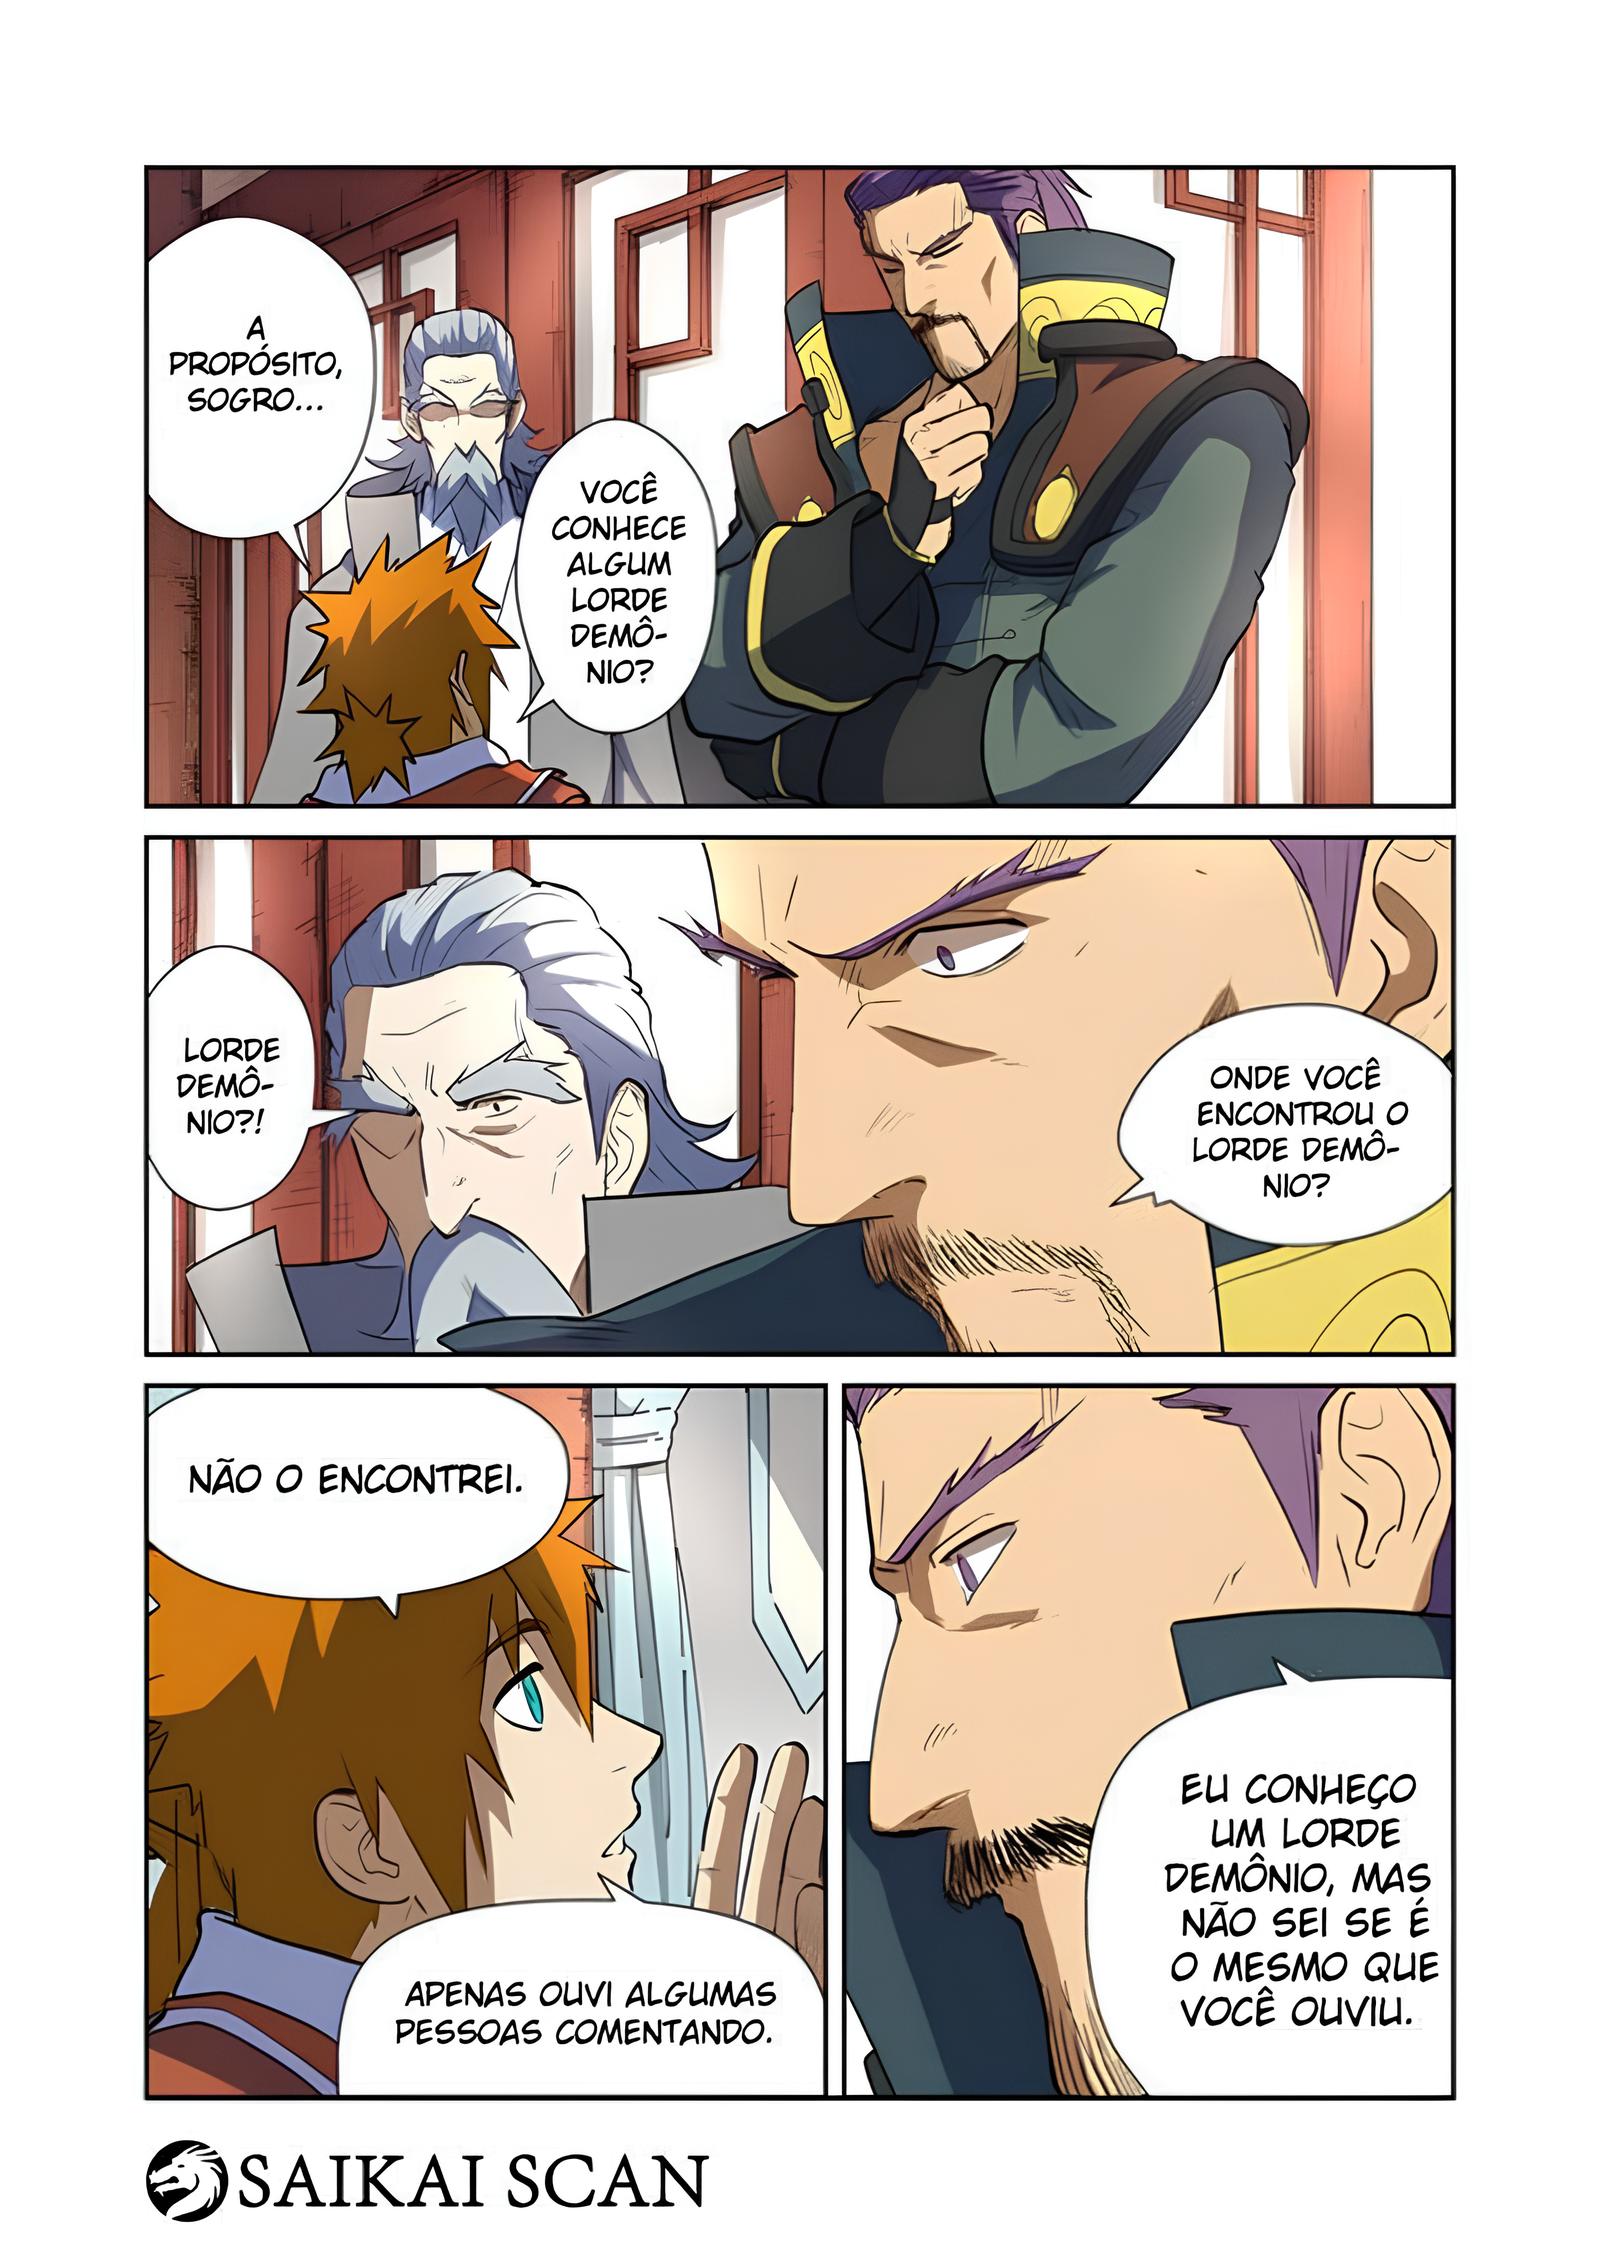 A
PROPÓSITO,
SOGRO...
VOCÊ
CONHECE
ALGUM
LORDE
DEMÔ-
NIO?
LORDE
DEMÔ-
NIO?!
ONDE VOCÊ
ENCONTROU O
LORDE DEMÔ-
NIO?
NÃO O ENCONTREI.
APENAS OUVI ALGUMAS
PESSOAS COMENTANDO.
EU CONHEÇO
UM LORDE
DEMÔNIO, MAS
NÃO SEI SE É
O MESMO QUE
VOCÊ OUVIU.
SAIKAI SCAN